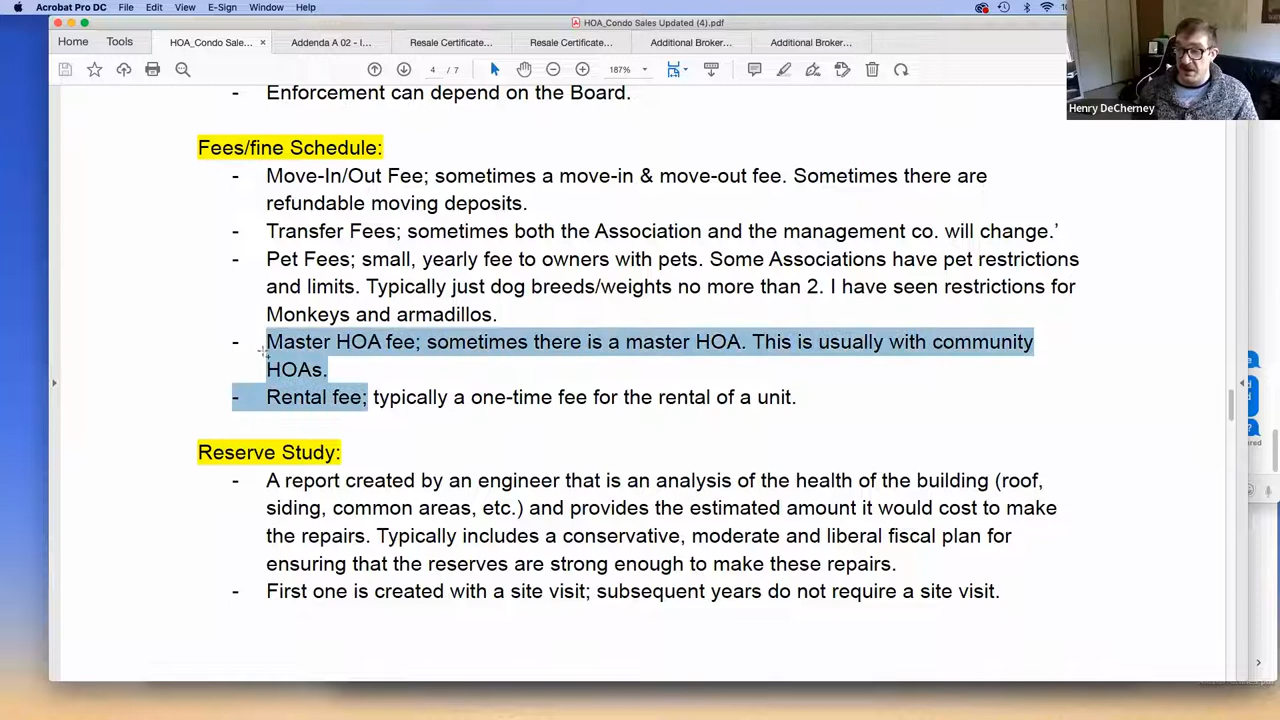 Acrobat Pro DC File Edit View E-Sign Window Help
HOA_Condo Sales Updated (4).pdf
Home Tools HOA_Condo Sale... × Addenda A 02 - I... Resale Certificate... Resale Certificate... Additional Broker... Additional Broker...
4 / 7 187%
Henry DeCherney
- Enforcement can depend on the Board.
Fees/fine Schedule:
- Move-In/Out Fee; sometimes a move-in & move-out fee. Sometimes there are
refundable moving deposits.
- Transfer Fees; sometimes both the Association and the management co. will change.’
- Pet Fees; small, yearly fee to owners with pets. Some Associations have pet restrictions
and limits. Typically just dog breeds/weights no more than 2. I have seen restrictions for
Monkeys and armadillos.
- Master HOA fee; sometimes there is a master HOA. This is usually with community
HOAs.
- Rental fee; typically a one-time fee for the rental of a unit.
Reserve Study:
- A report created by an engineer that is an analysis of the health of the building (roof,
siding, common areas, etc.) and provides the estimated amount it would cost to make
the repairs. Typically includes a conservative, moderate and liberal fiscal plan for
ensuring that the reserves are strong enough to make these repairs.
- First one is created with a site visit; subsequent years do not require a site visit.